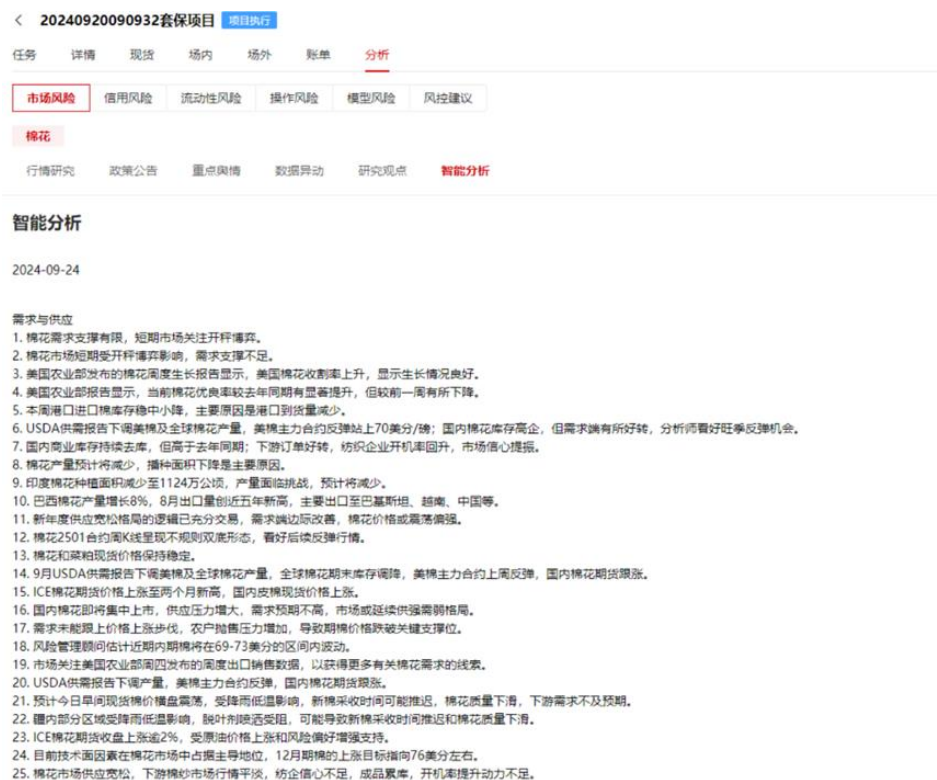 20240920090932套保项目 项目执行
任务 详情 现货 场内 场外 账单 分析
市场风险 信用风险 流动性风险 操作风险 模型风险 风控建议
棉花
行情研究 政策公告 重点舆情 数据异动 研究观点 智能分析
智能分析
2024-09-24
需求与供应
1. 棉花需求支撑有限，短期市场关注开秤博弈。
2. 棉花市场短期受开秤博弈影响，需求支撑不足。
3. 美国农业部发布的棉花周度生长报告显示，美国棉花收割率上升，显示生长情况良好。
4. 美国农业部报告显示，当前棉花优良率较去年同期有显著提升，但较前一周有所下降。
5. 本周港口进口棉库存稳中小降，主要原因是港口到货量减少。
6. USDA供需报告下调美棉及全球棉花产量，美棉主力合约反弹站上70美分/磅；国内棉花库存高企，但需求端有所好转，分析师看好旺季反弹机会。
7. 国内商业库存持续去库，但高于去年同期；下游订单好转，纺织企业开机率回升，市场信心提振。
8. 棉花产量预计将减少，播种面积下降是主要原因。
9. 印度棉花种植面积减少至1124万公顷，产量面临挑战，预计将减少。
10. 巴西棉花产量增长8%，8月出口量创近五年新高，主要出口至巴基斯坦、越南、中国等。
11. 新年度供应宽松格局的逻辑已充分交易，需求端边际改善，棉花价格或震荡偏强。
12. 棉花2501合约周K线呈现不规则双底形态，看好后续反弹行情。
13. 棉花和菜粕现货价格保持稳定。
14. 9月USDA供需报告下调美棉及全球棉花产量，全球棉花期末库存调降，美棉主力合约上周反弹，国内棉花期货跟涨。
15. ICE棉花期货价格上涨至两个月新高，国内皮棉现货价格上涨。
16. 国内棉花即将集中上市，供应压力增大，需求预期不高，市场或延续供强需弱格局。
17. 需求未能跟上价格上涨步伐，农户抛售压力增加，导致期棉价格跌破关键支撑位。
18. 风险管理顾问估计近期内期棉将在69-73美分的区间内波动。
19. 市场关注美国农业部周四发布的周度出口销售数据，以获得更多有关棉花需求的线索。
20. USDA供需报告下调产量，美棉主力合约反弹，国内棉花期货跟涨。
21. 预计今日早间现货棉价横盘震荡，受降雨低温影响，新棉采收时间可能推迟，棉花质量下滑，下游需求不及预期。
22. 疆内部分区域受降雨低温影响，脱叶剂喷洒受阻，可能导致新棉采收时间推迟和棉花质量下滑。
23. ICE棉花期货收盘上涨逾2%，受原油价格上涨和风险偏好增强支持。
24. 目前技术面因素在棉花市场中占据主导地位，12月期棉的上涨目标指向76美分左右。
25. 棉花市场供应宽松，下游棉纱市场行情平淡，纺企信心不足，成品累库，开机率提升动力不足。